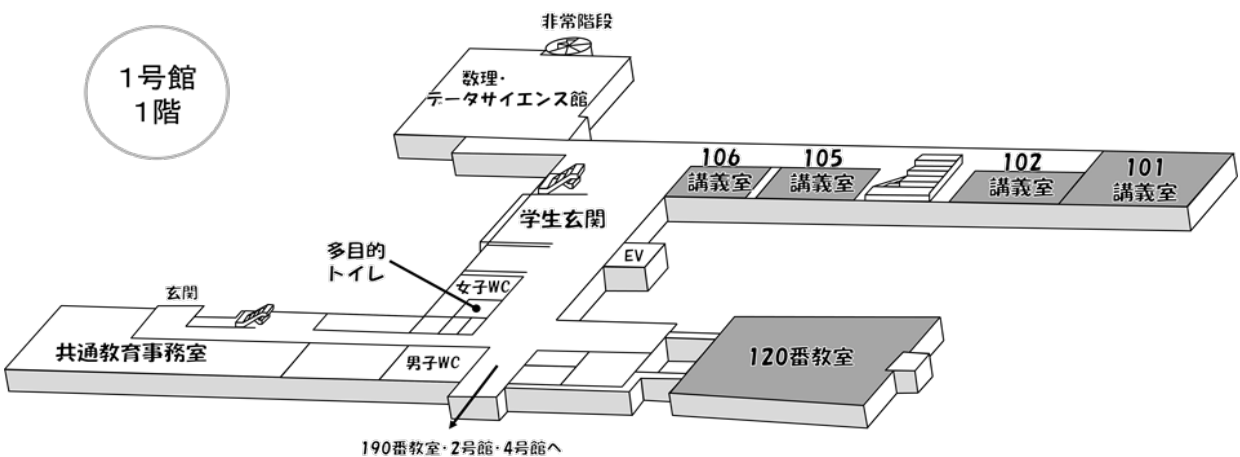 非常階段
1号館
1階
数理・
データサイエンス館
106
講義室
105
講義室
102
講義室
101
講義室
学生玄関
多目的
トイレ
EV
女子WC
玄関
共通教育事務室
男子WC
120番教室
190番教室・2号館・4号館へ